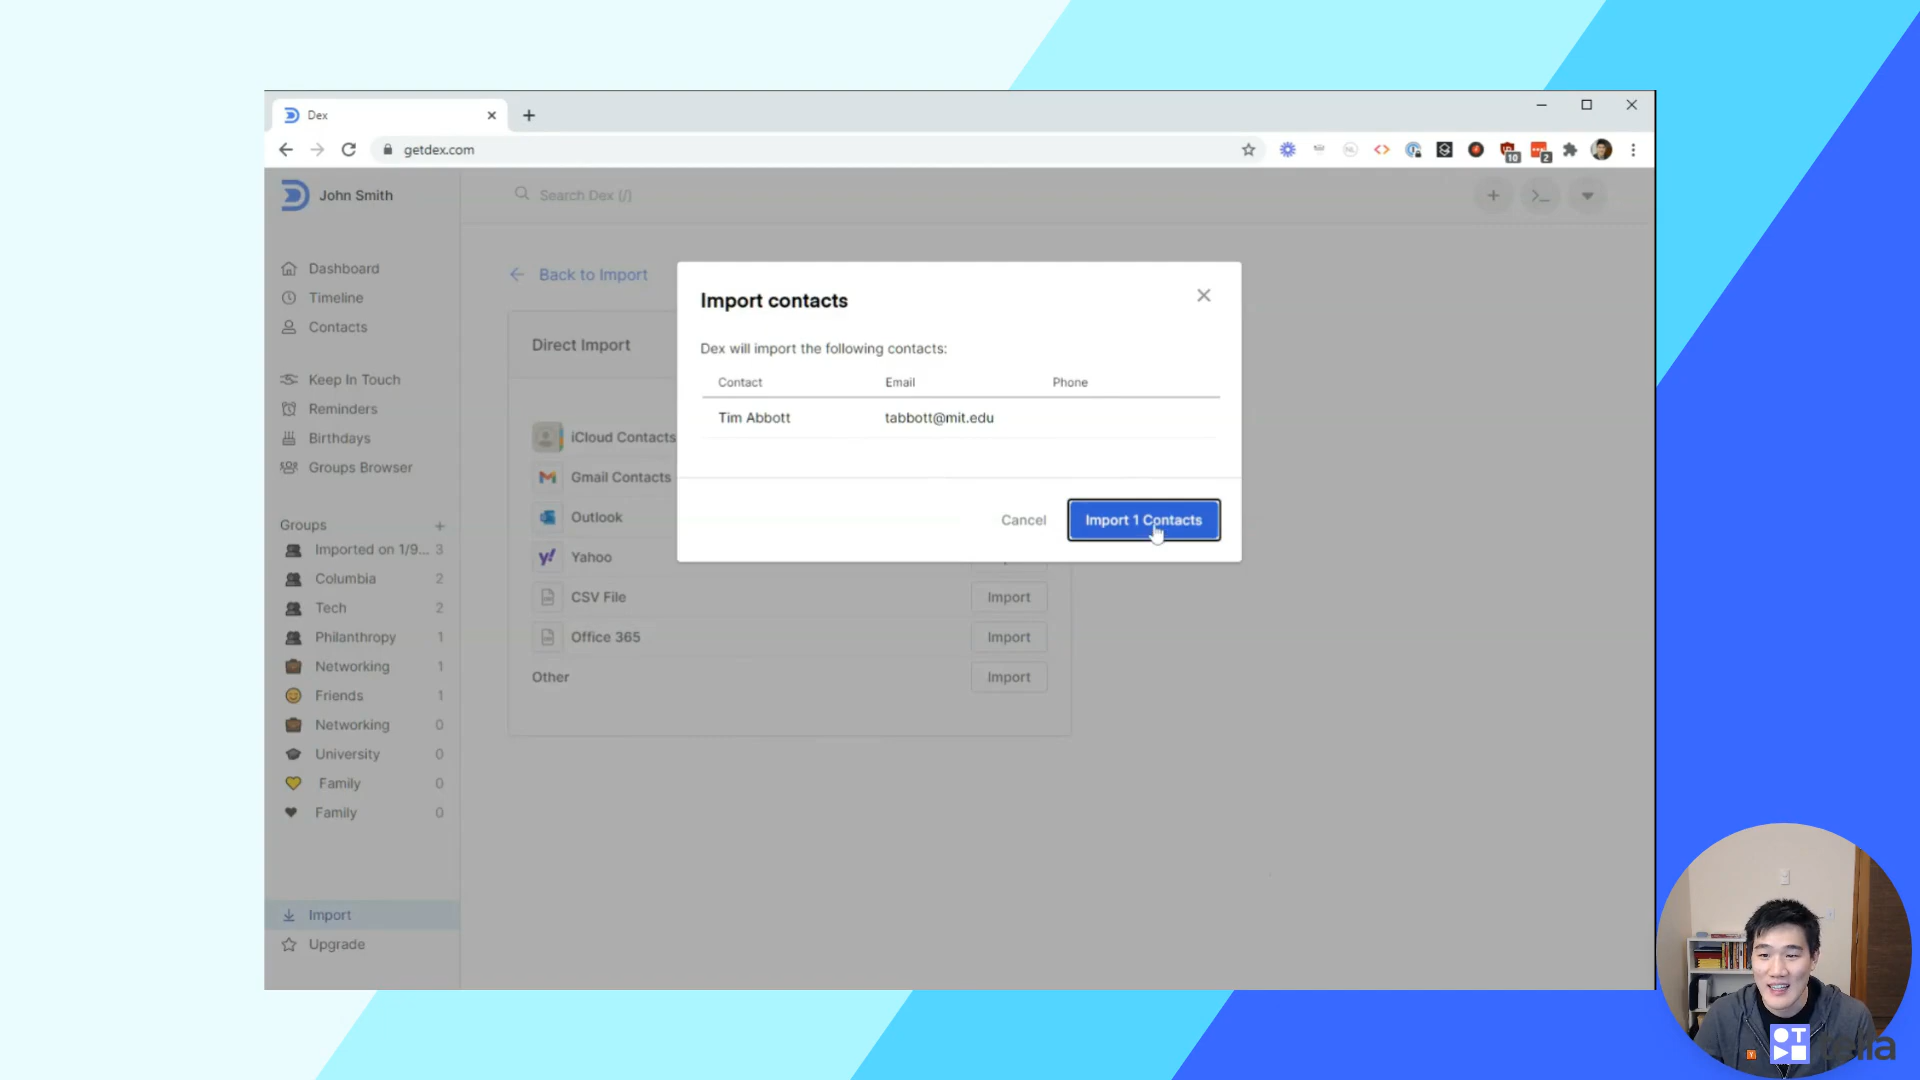 Dex
getdex.com
10
2
John Smith
Search Dex (/)
Dashboard
Timeline
Contacts
Keep In Touch
Reminders
Birthdays
Groups Browser
Groups
Imported on 1/9... 3
Columbia 2
Tech 2
Philanthropy 1
Networking 1
Friends 1
Networking 0
University 0
Family 0
Family 0
Import
Upgrade
Back to Import
Direct Import
iCloud Contacts
Gmail Contacts
Outlook
Yahoo
CSV File Import
Office 365 Import
Other Import
Import contacts
Dex will import the following contacts:
Contact Email Phone
Tim Abbott tabbott@mit.edu
Cancel
Import 1 Contacts